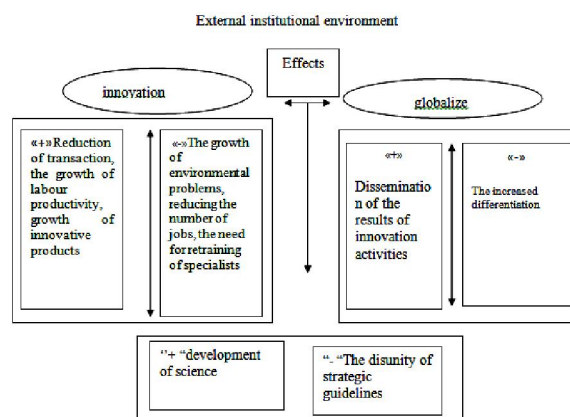 External institutional environment
Effects
innovation
globalize
«+»Reduction
of transaction,
the growth of
labour
productivity,
growth of
innovative
products
«-»The growth
of
environmental
problems,
reducing the
number of
jobs, the need
for retraining
of specialists
«+»
Disseminatio
n of the
results of
innovation
activities
«-»
The increased
differentiation
“+ “development
of science
“- “The disunity of
strategic
guidelines